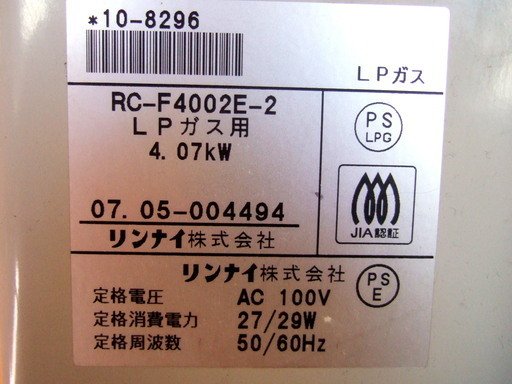 *10-8296
LPガス
RC-F4002E-2
LPガス用
4.07kW
PS
LPG
07.05-004494
JIA認証
リンナイ株式会社
リンナイ株式会社
PS
E
定格電圧 AC 100V
定格消費電力 27/29W
定格周波数 50/60Hz